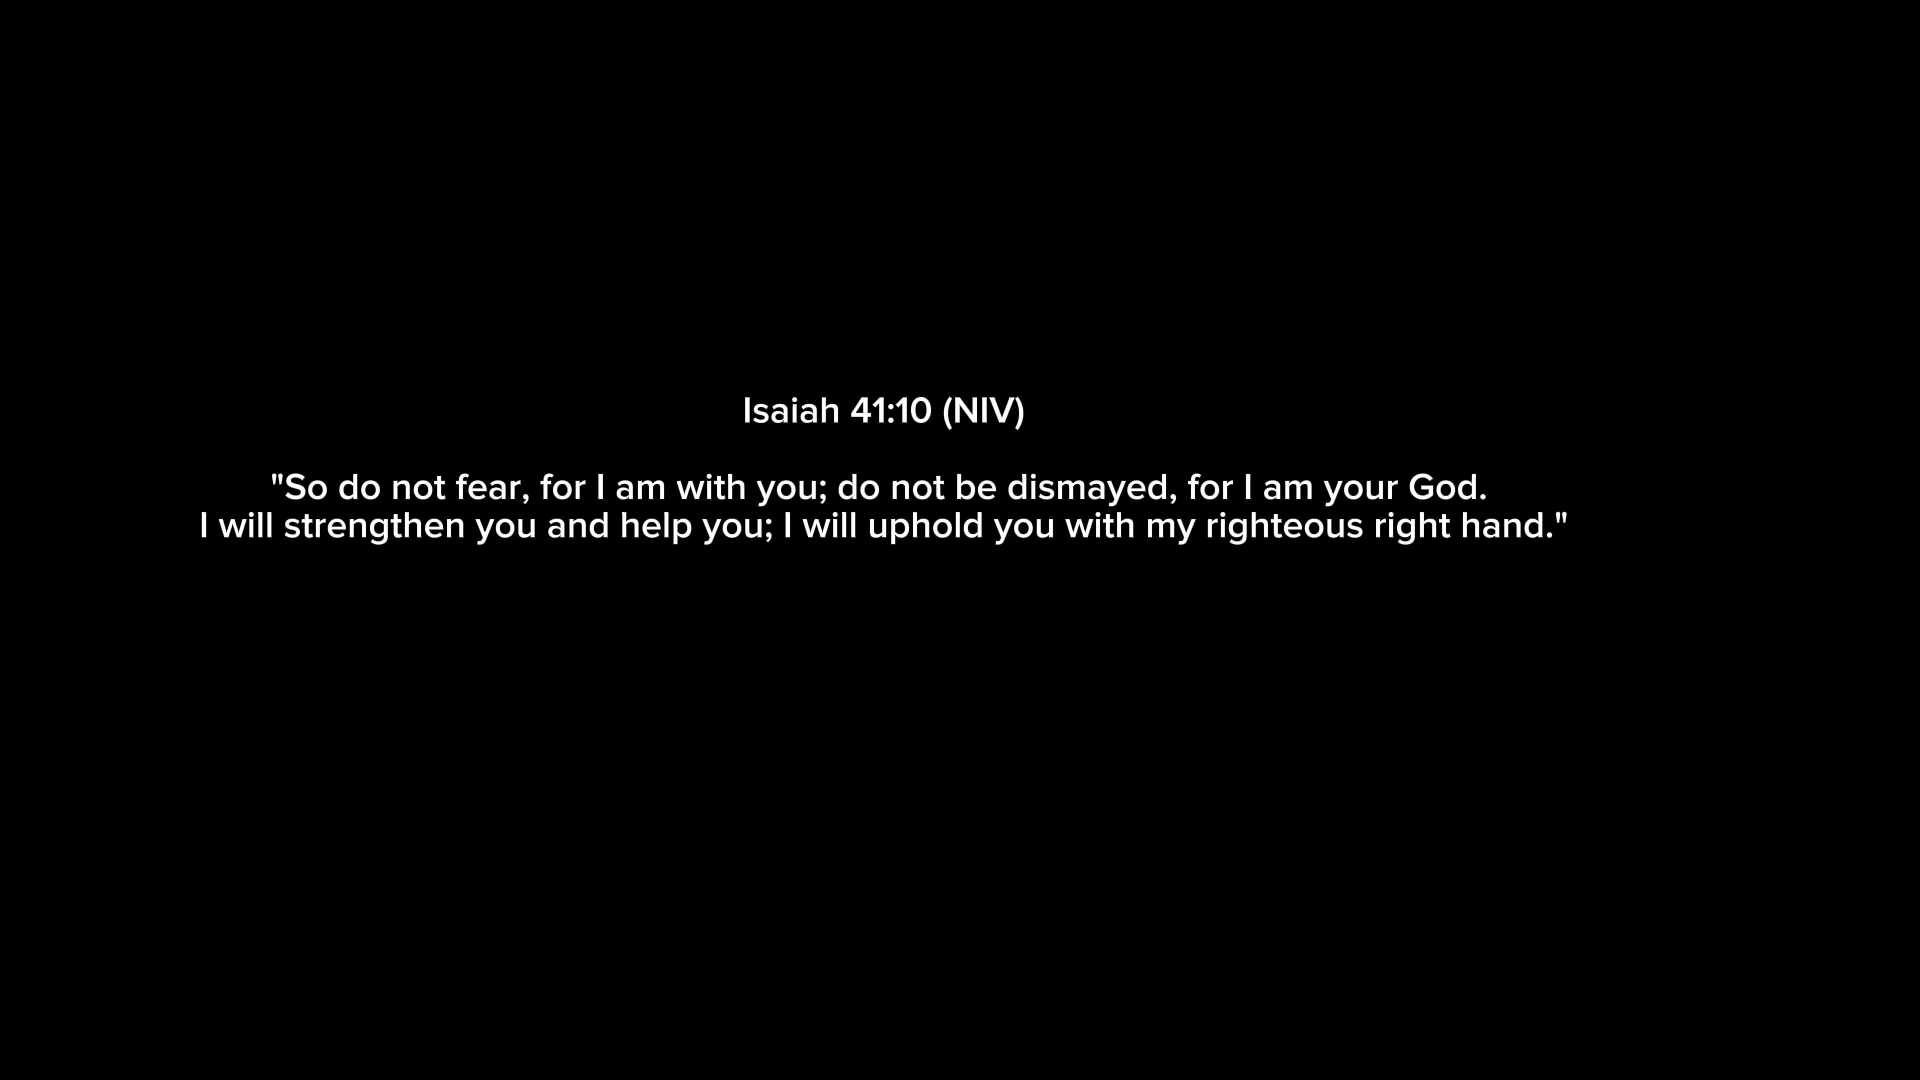 Isaiah 41:10 (NIV)
"So do not fear, for I am with you; do not be dismayed, for I am your God.
I will strengthen you and help you; I will uphold you with my righteous right hand."